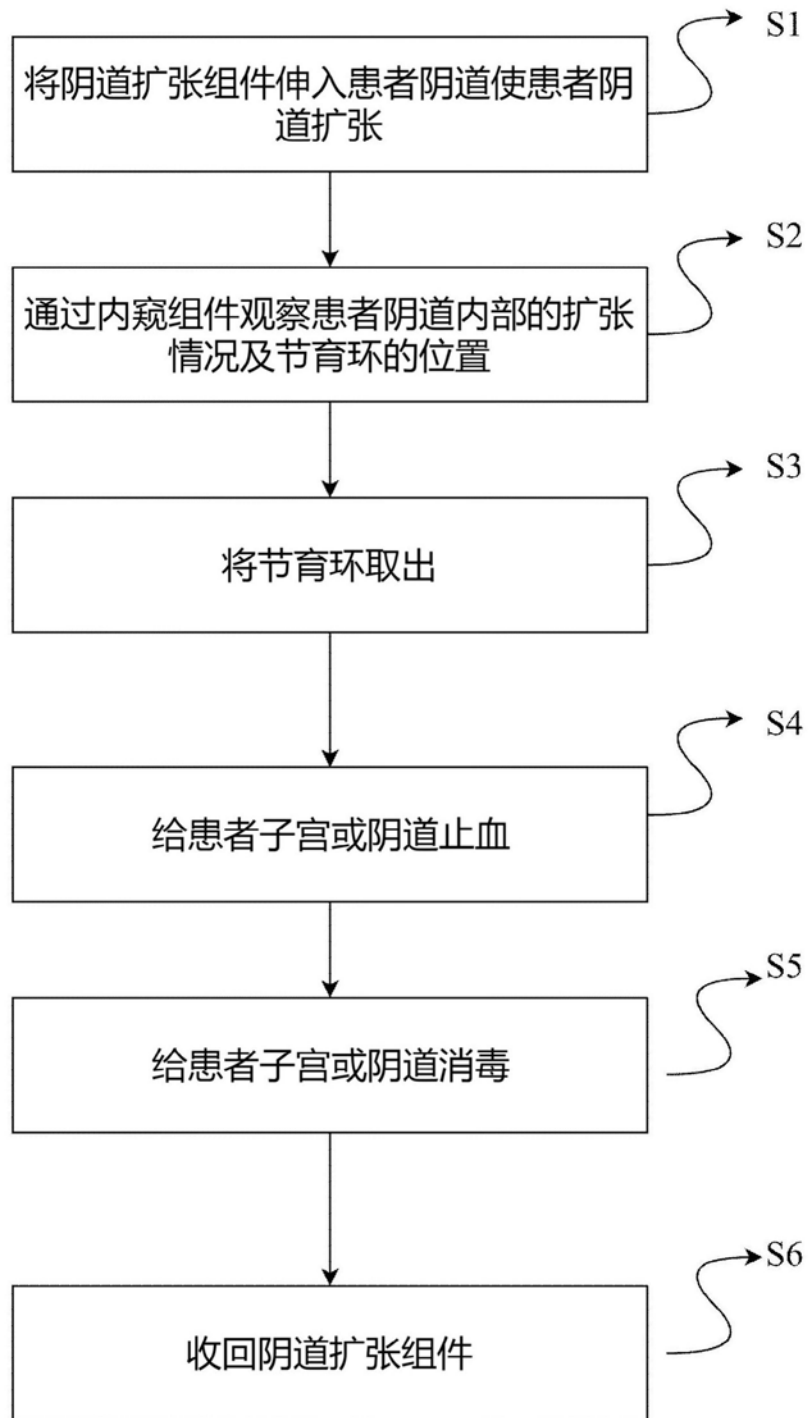 S1
将阴道扩张组件伸入患者阴道使患者阴
道扩张
S2
通过内窥组件观察患者阴道内部的扩张
情况及节育环的位置
S3
将节育环取出
S4
给患者子宫或阴道止血
S5
给患者子宫或阴道消毒
S6
收回阴道扩张组件